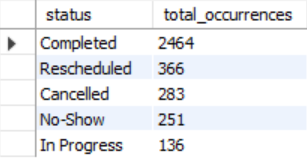 status total_occurrences
Completed 2464
Rescheduled 366
Cancelled 283
No-Show 251
In Progress 136